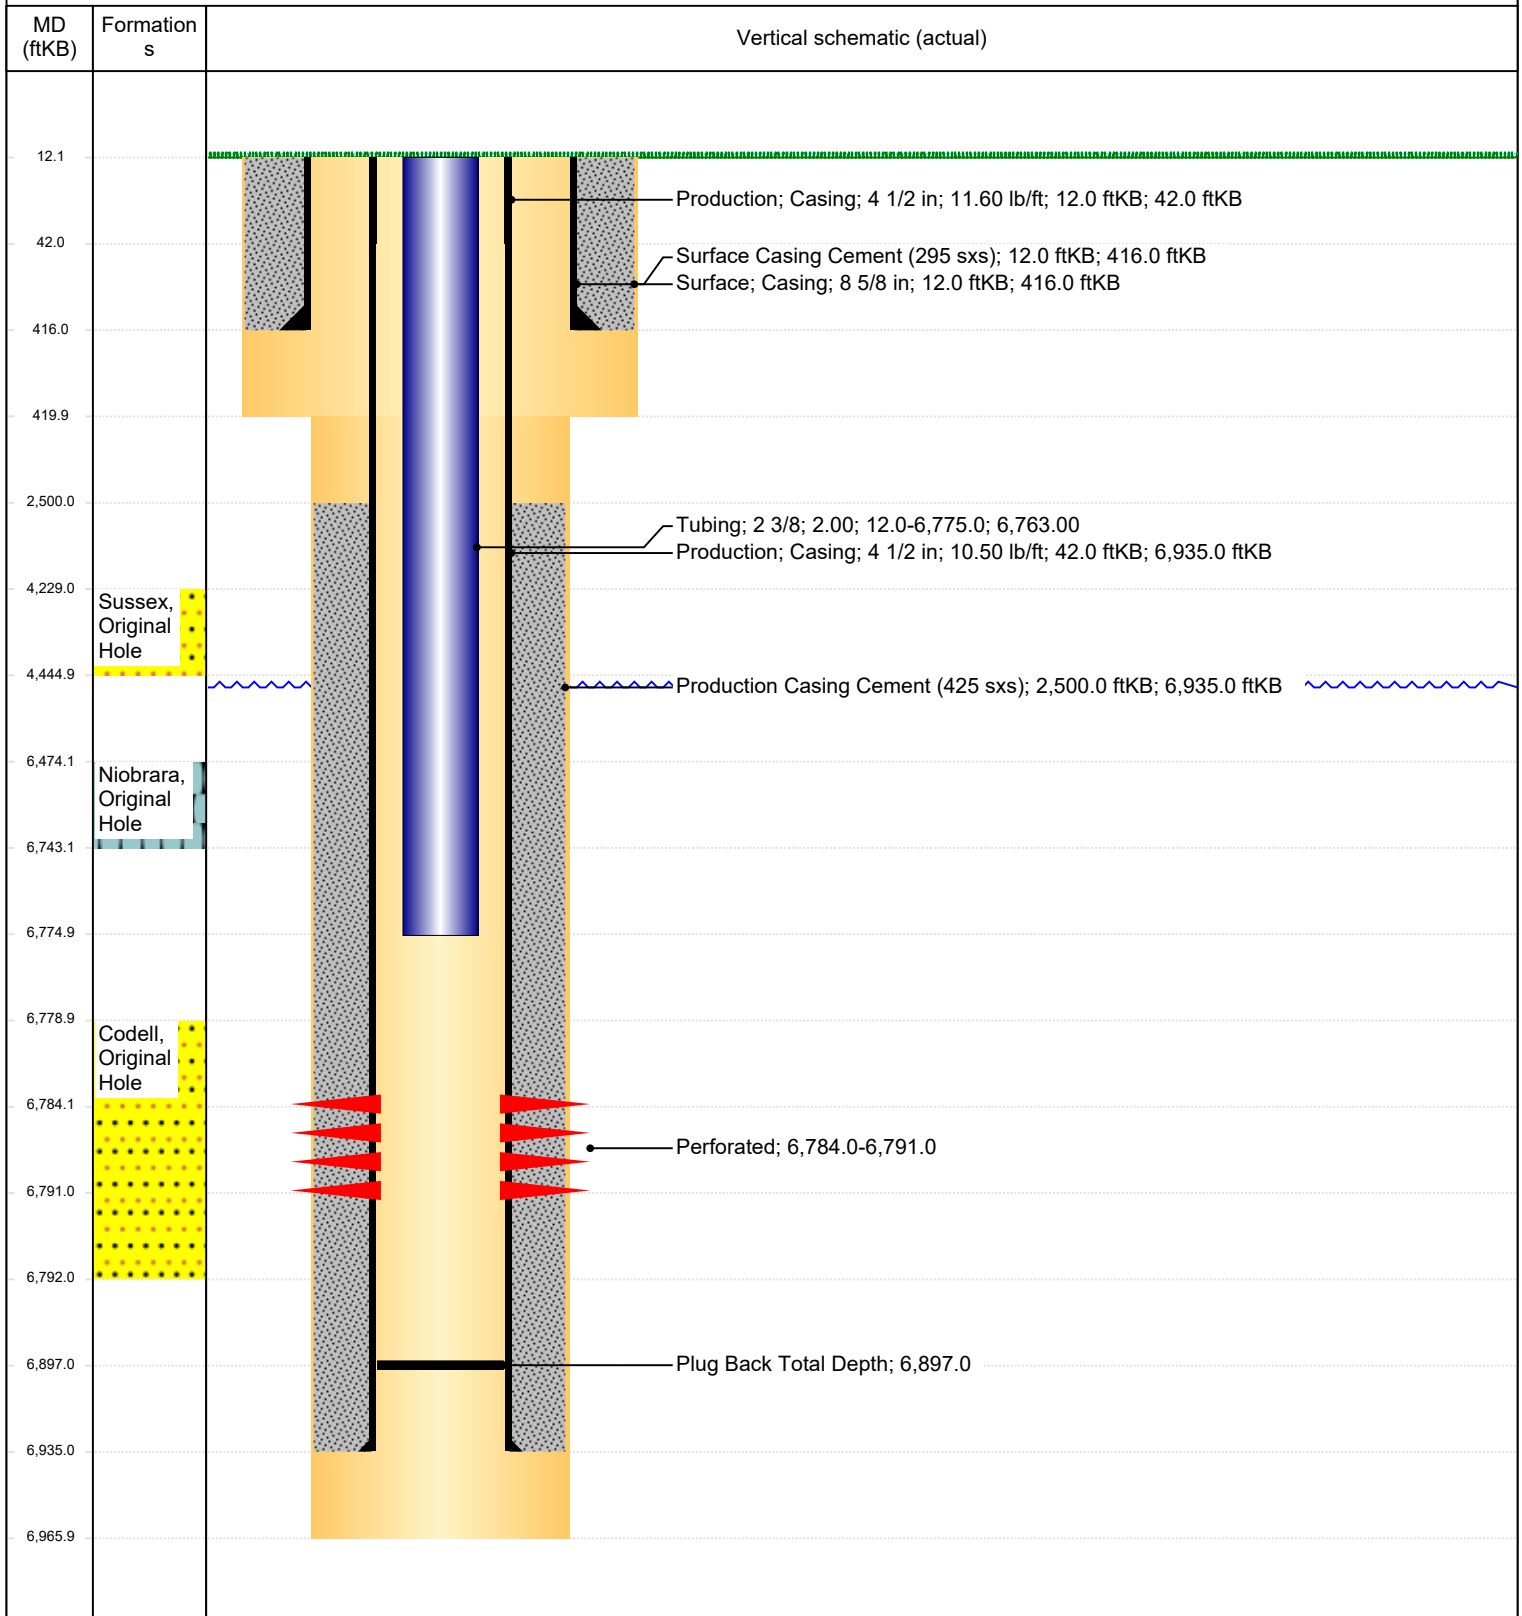 MD
(ftKB)
Formation
s
Vertical schematic (actual)
12.1
Production; Casing; 4 1/2 in; 11.60 lb/ft; 12.0 ftKB; 42.0 ftKB
42.0
Surface Casing Cement (295 sxs); 12.0 ftKB; 416.0 ftKB
Surface; Casing; 8 5/8 in; 12.0 ftKB; 416.0 ftKB
416.0
419.9
2,500.0
Tubing; 2 3/8; 2.00; 12.0-6,775.0; 6,763.00
Production; Casing; 4 1/2 in; 10.50 lb/ft; 42.0 ftKB; 6,935.0 ftKB
4,229.0
Sussex,
Original
Hole
4,444.9
Production Casing Cement (425 sxs); 2,500.0 ftKB; 6,935.0 ftKB
6,474.1
Niobrara,
Original
Hole
6,743.1
6,774.9
6,778.9
Codell,
Original
Hole
6,784.1
Perforated; 6,784.0-6,791.0
6,791.0
6,792.0
6,897.0
Plug Back Total Depth; 6,897.0
6,935.0
6,965.9